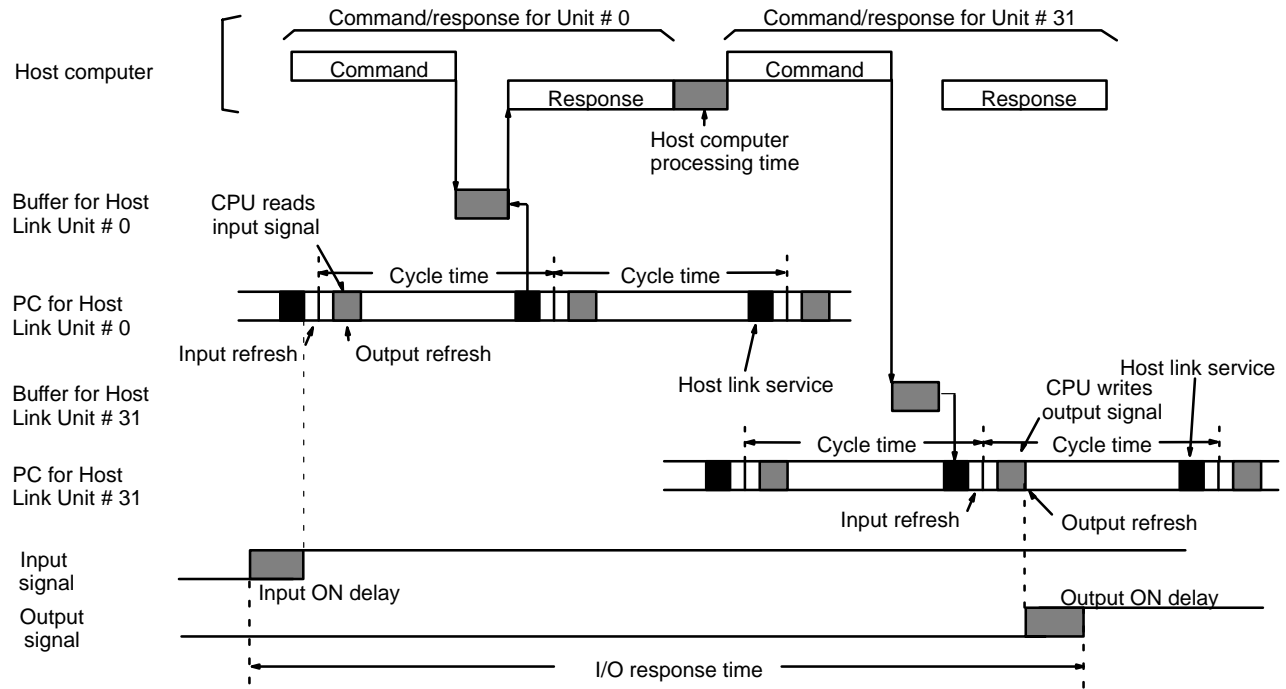 Command/response for Unit # 0
Command/response for Unit # 31
Host computer
Command
Command
Response
Response
Host computer
processing time
Buffer for Host
Link Unit # 0
CPU reads
input signal
Cycle time
Cycle time
PC for Host
Link Unit # 0
Input refresh
Output refresh
Host link service
Host link service
Buffer for Host
Link Unit # 31
CPU writes
output signal
Cycle time
Cycle time
PC for Host
Link Unit # 31
Input refresh
Output refresh
Input
signal
Input ON delay
Output ON delay
Output
signal
I/O response time